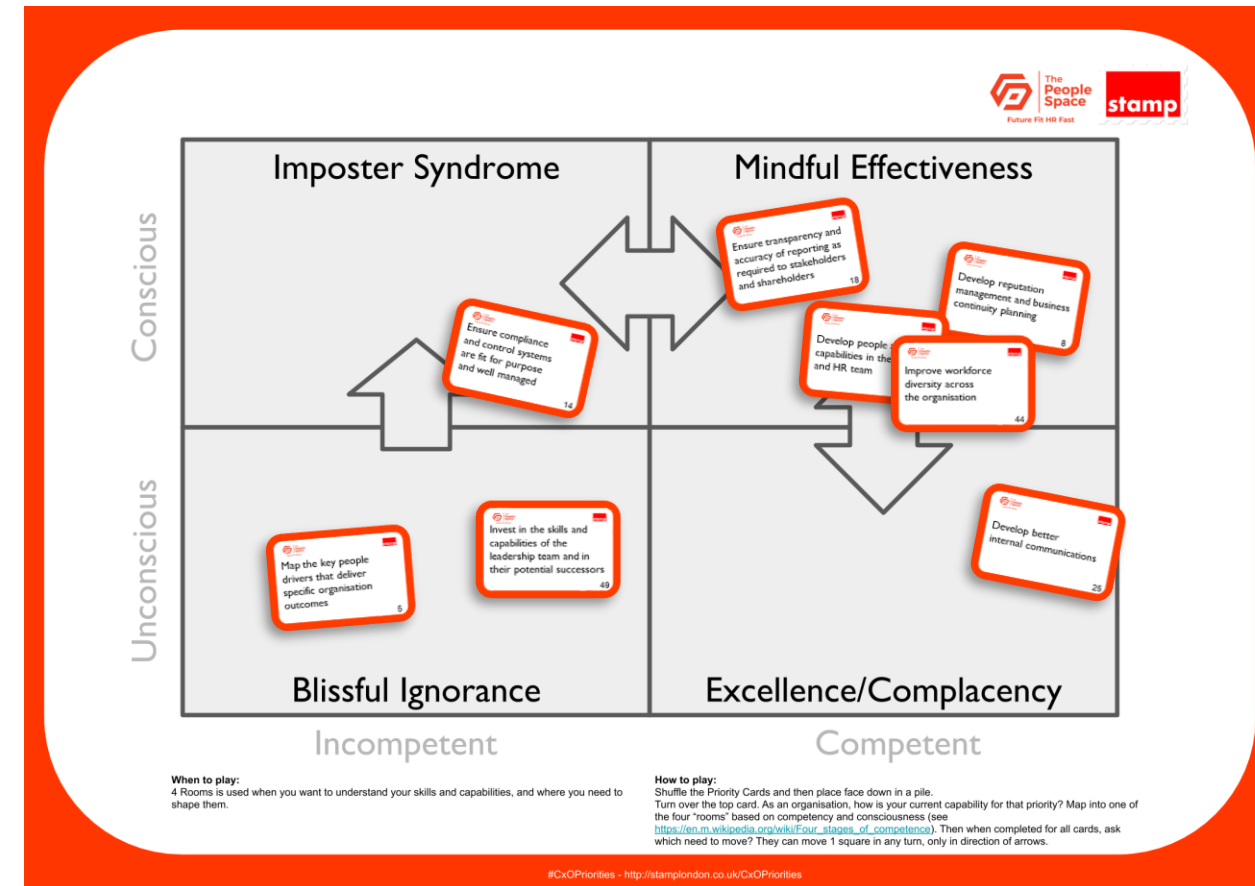 The
People
Space
Future Fit HR Fast
stamp
Imposter Syndrome
Mindful Effectiveness
Conscious
Ensure transparency and
accuracy of reporting as
required to stakeholders
and shareholders
18
Develop reputation
management and business
continuity planning
8
Ensure compliance
and control systems
are fit for purpose
and well managed
14
Develop people
capabilities in the
and HR team
Improve workforce
diversity across
the organisation
44
Unconscious
Map the key people
drivers that deliver
specific organisation
outcomes
5
Invest in the skills and
capabilities of the
leadership team and in
their potential successors
49
Develop better
internal communications
25
Blissful Ignorance
Excellence/Complacency
Incompetent
Competent
When to play:
4 Rooms is used when you want to understand your skills and capabilities, and where you need to
shape them.
How to play:
Shuffle the Priority Cards and then place face down in a pile.
Turn over the top card. As an organisation, how is your current capability for that priority? Map into one of
the four “rooms” based on competency and consciousness (see
https://en.m.wikipedia.org/wiki/Four_stages_of_competence). Then when completed for all cards, ask
which need to move? They can move 1 square in any turn, only in direction of arrows.
#CxOPriorities - http://stamplondon.co.uk/CxOPriorities